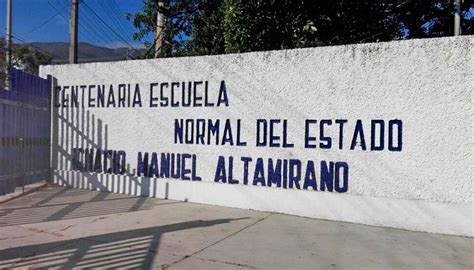 CENTENARIA ESCUELA
NORMAL DEL ESTADO
IGNACIO MANUEL ALTAMIRANO